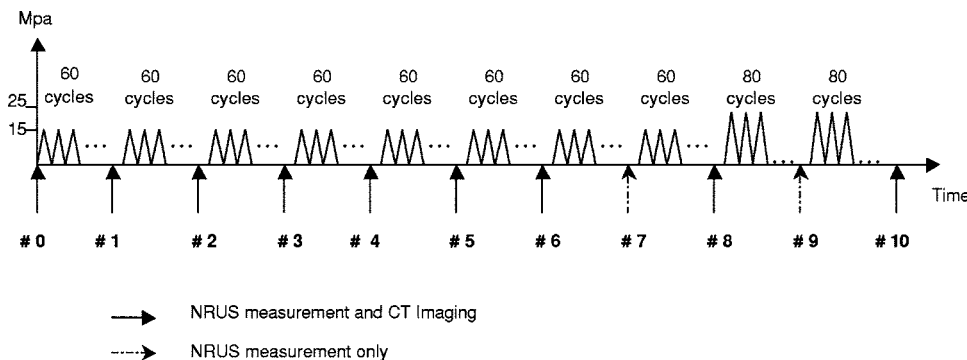 Mpa
60 60 60 60 60 60 60 60 80 80
cycles cycles cycles cycles cycles cycles cycles cycles cycles cycles
25
15
Time
# 0 # 1 # 2 # 3 # 4 # 5 # 6 # 7 # 8 # 9 # 10
NRUS measurement and CT Imaging
NRUS measurement only